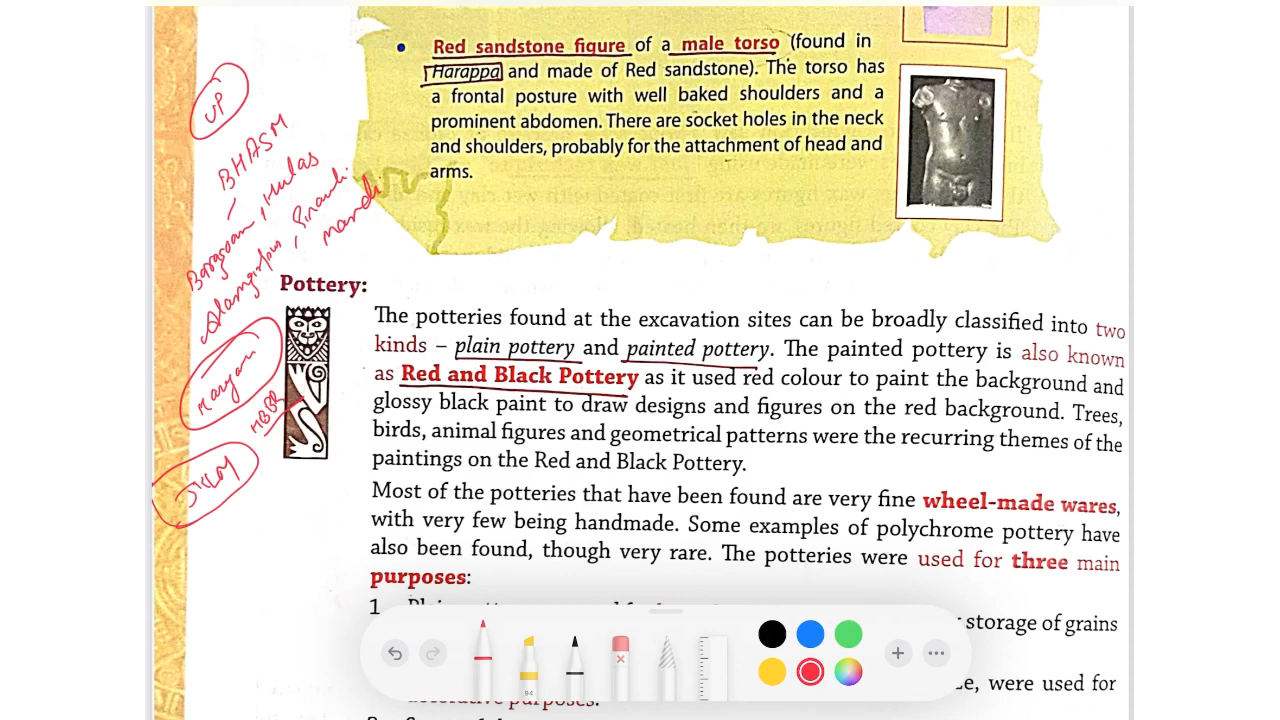 • Red sandstone figure of a male torso (found in
Harappa and made of Red sandstone). The torso has
a frontal posture with well baked shoulders and a
prominent abdomen. There are socket holes in the neck
and shoulders, probably for the attachment of head and
arms.
UP
BHASM
Bargaon, Hulas
Alamgirpur, Sinauli
Mandi
Haryan
HBBR
JKLM
Pottery:
The potteries found at the excavation sites can be broadly classified into two
kinds – plain pottery and painted pottery. The painted pottery is also known
as Red and Black Pottery as it used red colour to paint the background and
glossy black paint to draw designs and figures on the red background. Trees,
birds, animal figures and geometrical patterns were the recurring themes of the
paintings on the Red and Black Pottery.
Most of the potteries that have been found are very fine wheel-made wares,
with very few being handmade. Some examples of polychrome pottery have
also been found, though very rare. The potteries were used for three main
purposes:
1
storage of grains
were used for
decorative purposes.
94